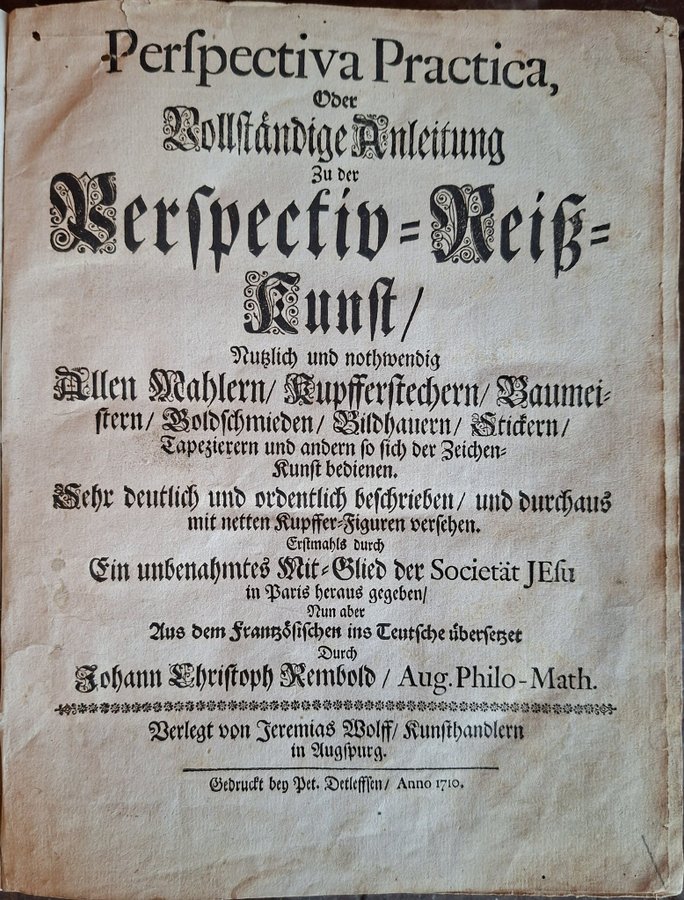 Perſpectiva Practica,
Oder
Vollſtändige Anleitung
Zu der
Perſpectiv-Reiß-
Kunſt/
Nutzlich und nothwendig
Allen Mahlern/ Kupfferſtechern/ Baumei-
ſtern/ Goldſchmieden/ Bildhauern/ Stickern/
Tapezierern und andern ſo ſich der Zeichen-
Kunſt bedienen.
Sehr deutlich und ordentlich beſchrieben/ und durchaus
mit netten Kupffer-Figuren verſehen.
Erſtmahls durch
Ein unbenahmtes Mit-Glied der Societät JEſu
in Paris heraus gegeben/
Nun aber
Aus dem Frantzöſiſchen ins Teutſche überſetzet
Durch
Johann Chriſtoph Rembold / Aug. Philo-Math.
Verlegt von Jeremias Wolff/ Kunſthandlern
in Augſpurg.
Gedruckt bey Pet. Detleffſen/ Anno 1710.